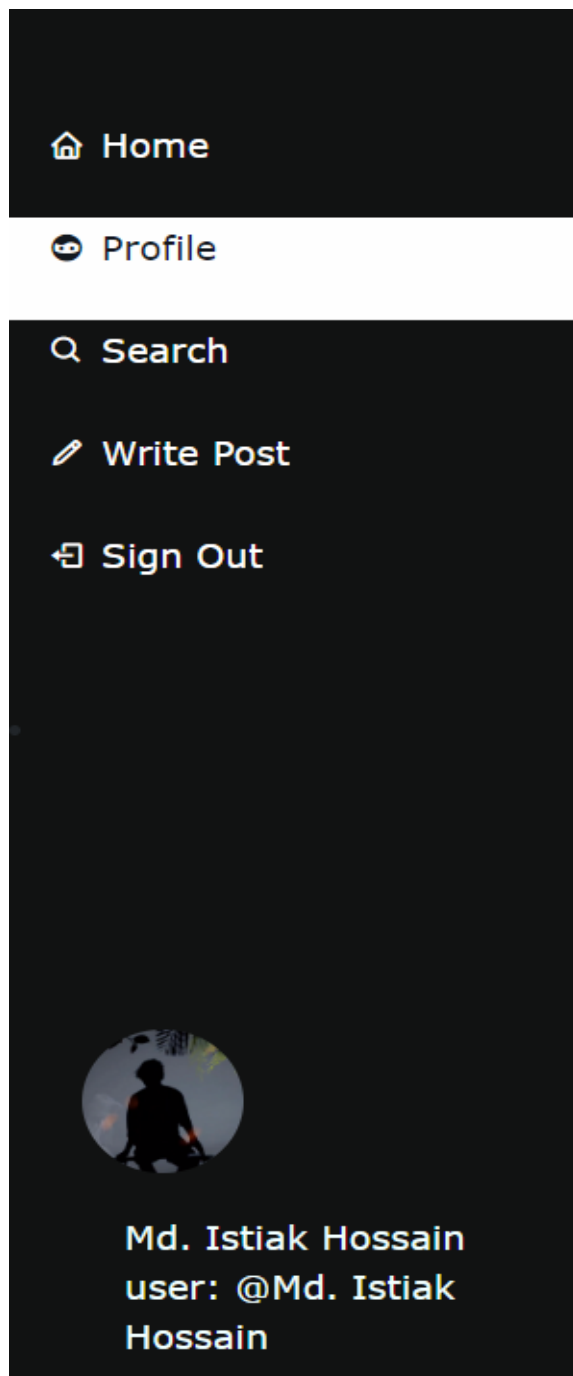 Home
Profile
Search
Write Post
Sign Out
Md. Istiak Hossain
user: @Md. Istiak
Hossain